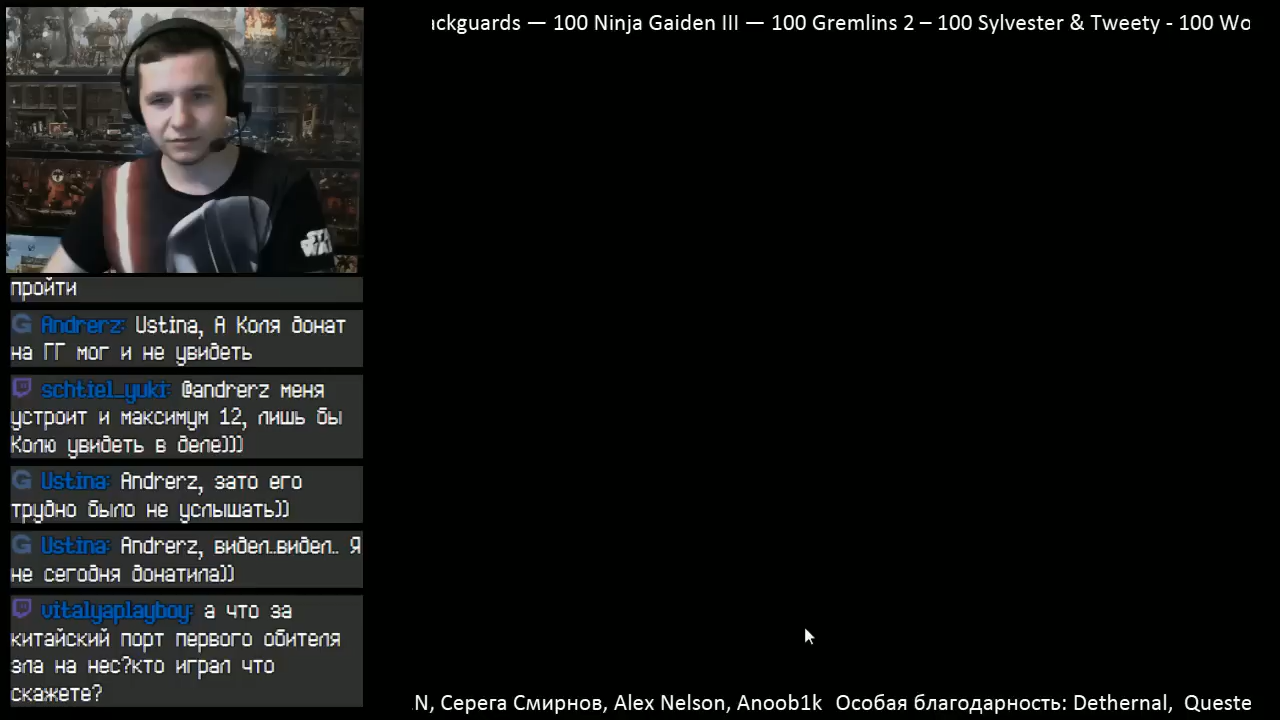 ckguards — 100 Ninja Gaiden III — 100 Gremlins 2 – 100 Sylvester & Tweety - 100 Wo
пройти
Andrerz: Ustina, А Коля донат
на ГГ мог и не увидеть
schtiel_yuki: @andrerz меня
устроит и максимум 12, лишь бы
Колю увидеть в деле)))
Ustina: Andrerz, зато его
трудно было не услышать))
Ustina: Andrerz, видел..видел.. Я
не сегодня донатила))
vitalyaplayboy: а что за
китайский порт первого обителя
зла на нес?кто играл что
скажете?
N, Серега Смирнов, Alex Nelson, Anoob1k Особая благодарность: Dethernal, Queste